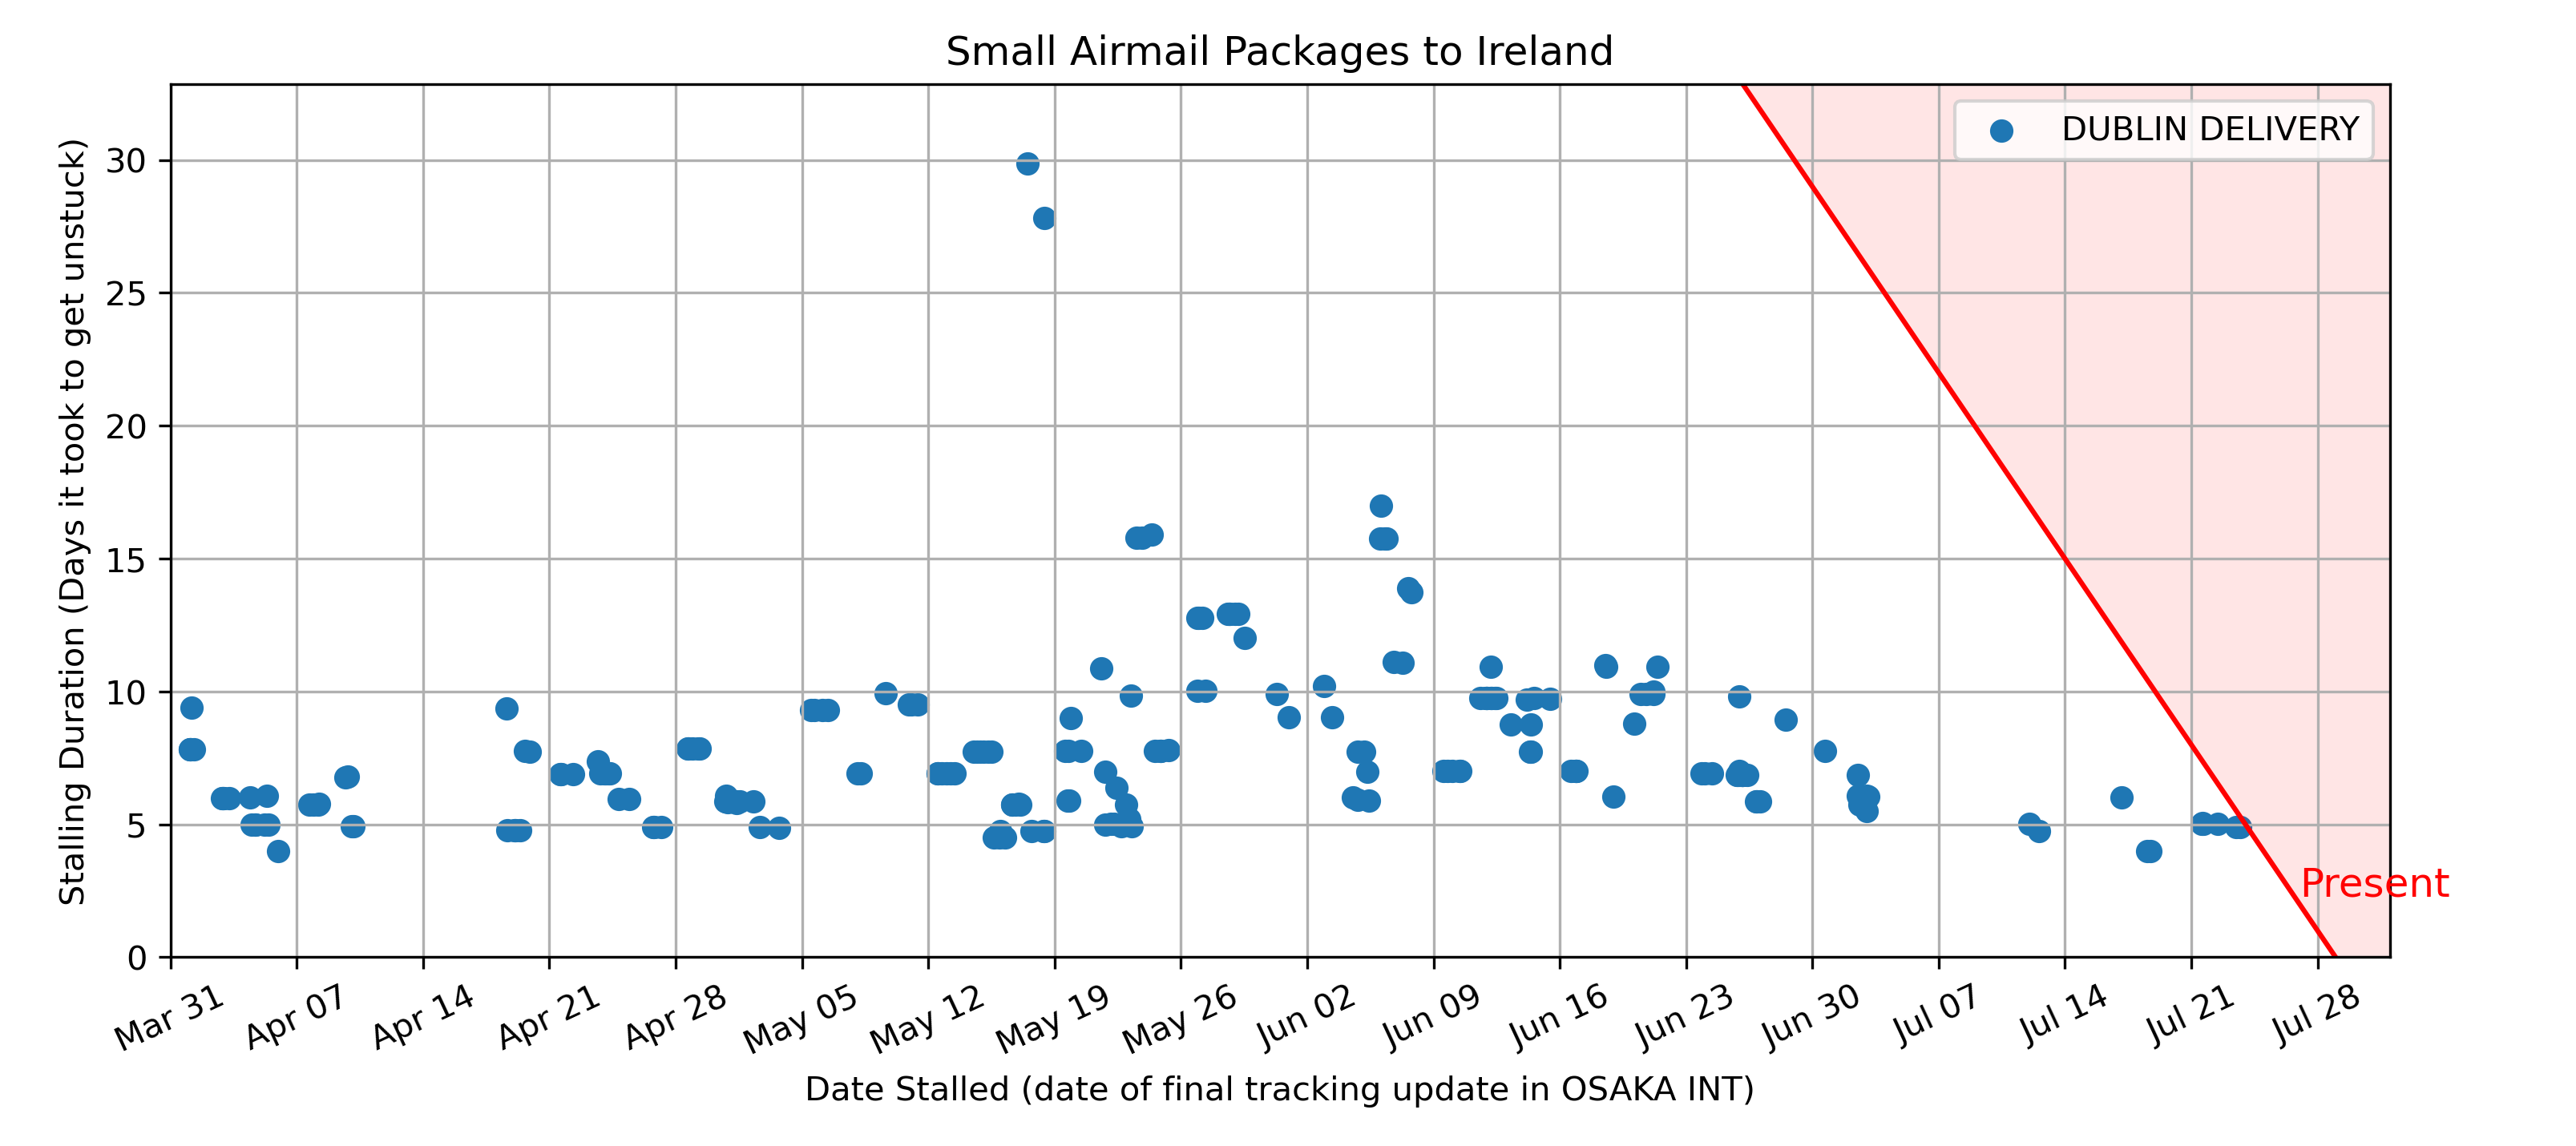 Small Airmail Packages to Ireland
DUBLIN DELIVERY
Stalling Duration (Days it took to get unstuck)
30
25
20
15
10
5
0
Present
Mar 31
Apr 07
Apr 14
Apr 21
Apr 28
May 05
May 12
May 19
May 26
Jun 02
Jun 09
Jun 16
Jun 23
Jun 30
Jul 07
Jul 14
Jul 21
Jul 28
Date Stalled (date of final tracking update in OSAKA INT)